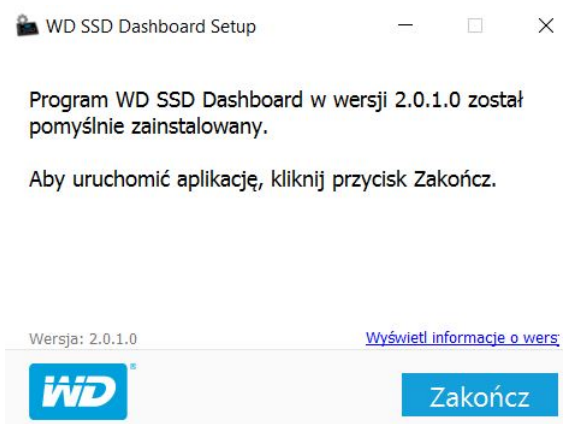 WD SSD Dashboard Setup
Program WD SSD Dashboard w wersji 2.0.1.0 został
pomyślnie zainstalowany.
Aby uruchomić aplikację, kliknij przycisk Zakończ.
Wersja: 2.0.1.0
Wyświetl informacje o wers
WD®
Zakończ